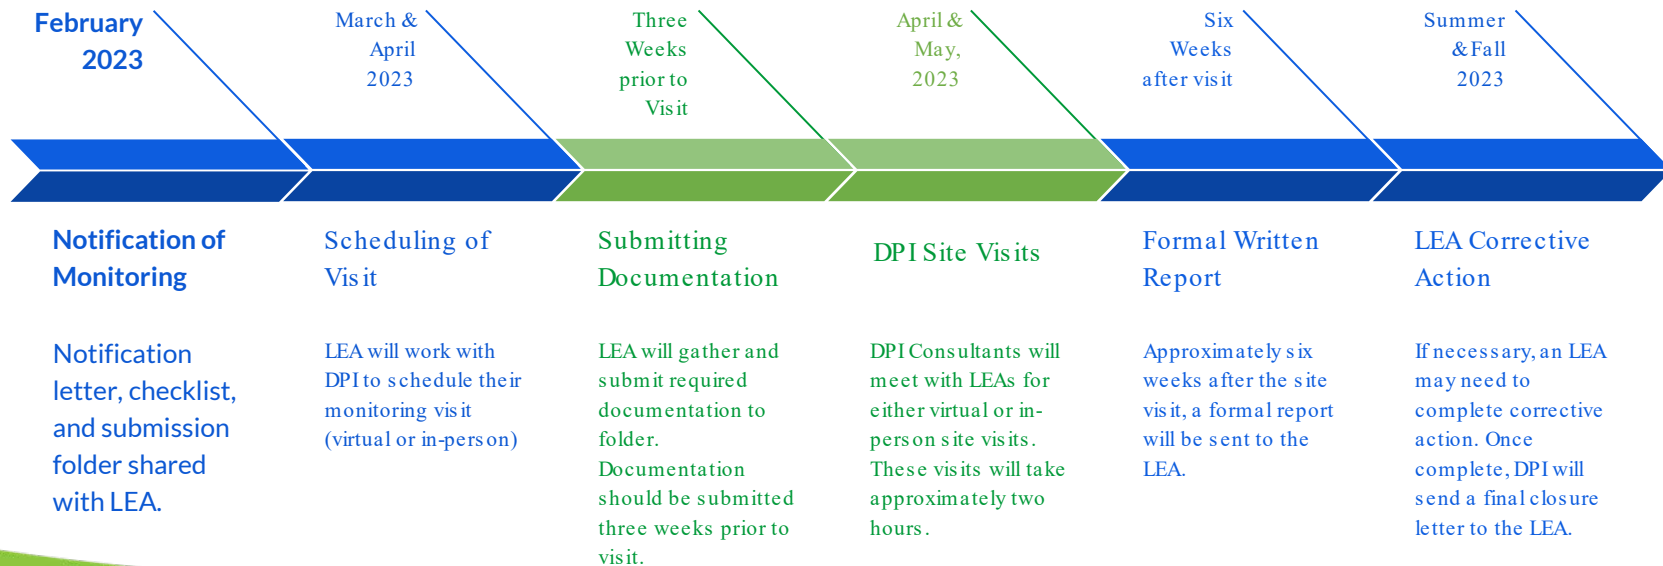 February
2023
March &
April
2023
Three
Weeks
prior to
Visit
April &
May,
2023
Six
Weeks
after visit
Summer
& Fall
2023
Notification of
Monitoring
Notification
letter, checklist,
and submission
folder shared
with LEA.
Scheduling of
Visit
LEA will work with
DPI to schedule their
monitoring visit
(virtual or in-person)
Submitting
Documentation
LEA will gather and
submit required
documentation to
folder.
Documentation
should be submitted
three weeks prior to
visit.
DPI Site Visits
DPI Consultants will
meet with LEAs for
either virtual or in-
person site visits.
These visits will take
approximately two
hours.
Formal Written
Report
Approximately six
weeks after the site
visit, a formal report
will be sent to the
LEA.
LEA Corrective
Action
If necessary, an LEA
may need to
complete corrective
action. Once
complete, DPI will
send a final closure
letter to the LEA.